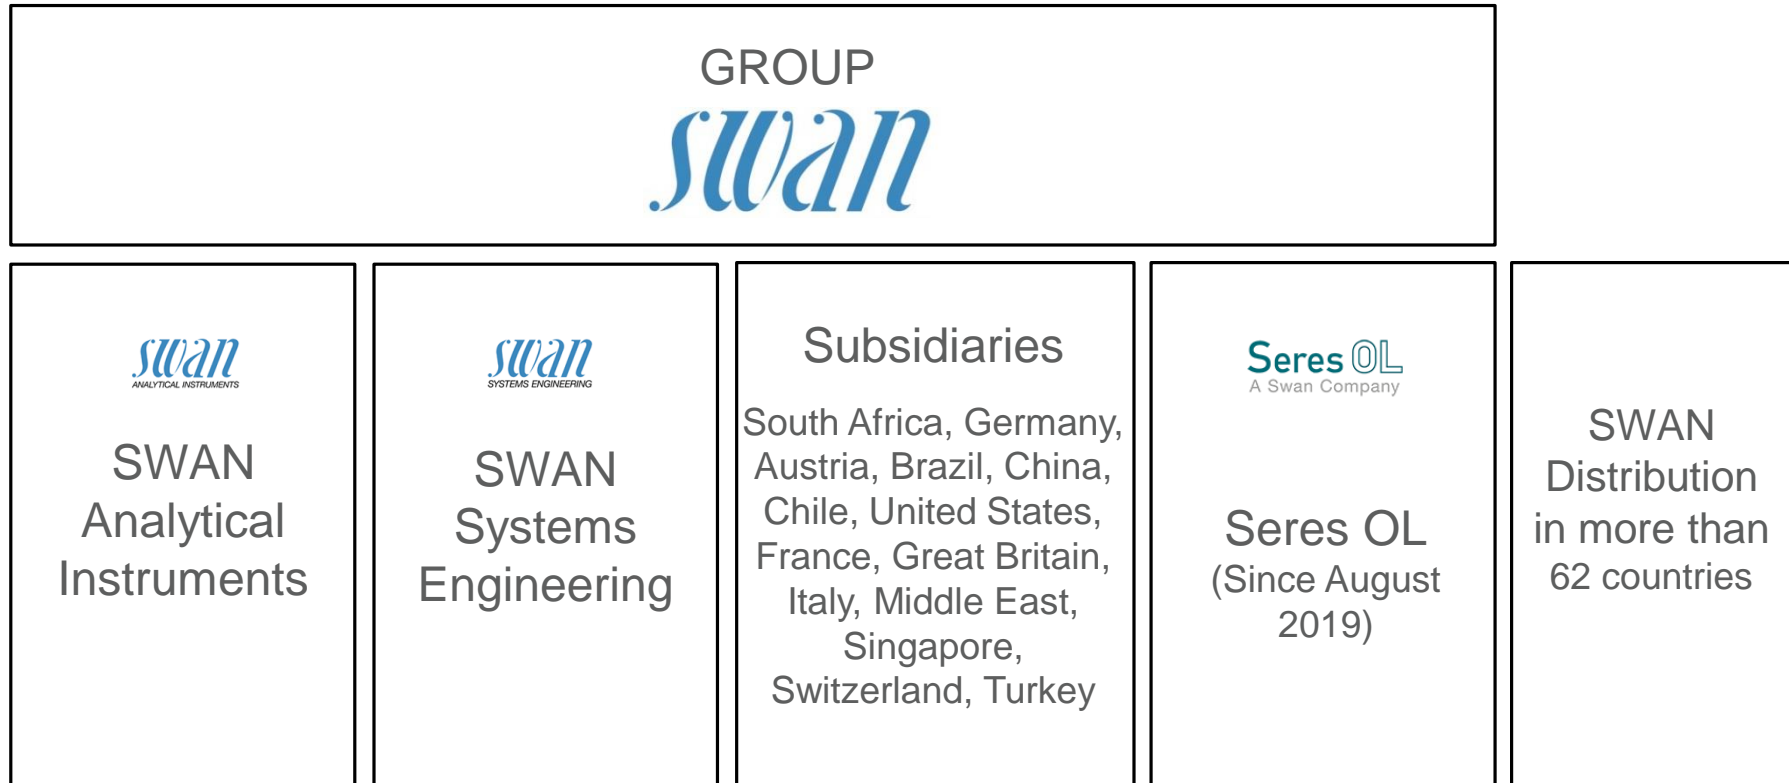 GROUP
swan
swan
ANALYTICAL INSTRUMENTS
SWAN
Analytical
Instruments
swan
SYSTEMS ENGINEERING
SWAN
Systems
Engineering
Subsidiaries
South Africa, Germany,
Austria, Brazil, China,
Chile, United States,
France, Great Britain,
Italy, Middle East,
Singapore,
Switzerland, Turkey
Seres OL
A Swan Company
Seres OL
(Since August
2019)
SWAN
Distribution
in more than
62 countries